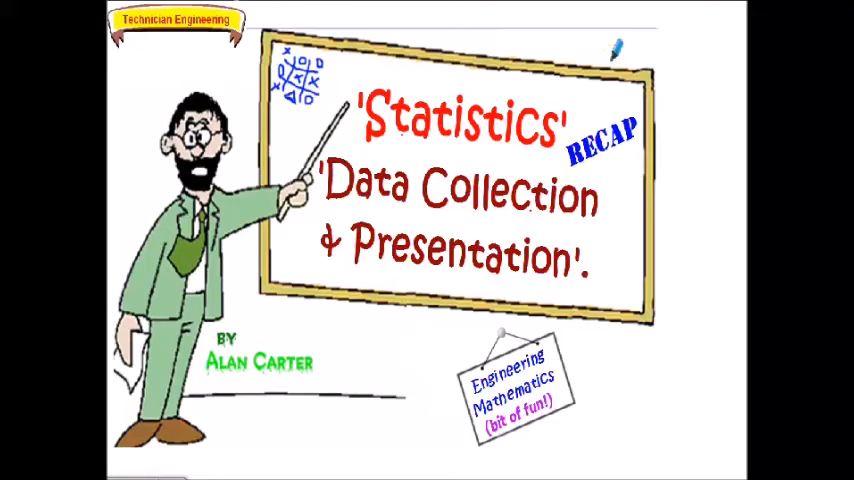 Technician Engineering
'Statistics'
RECAP
'Data Collection
& Presentation'.
BY
ALAN CARTER
Engineering
Mathematics
(bit of fun!)